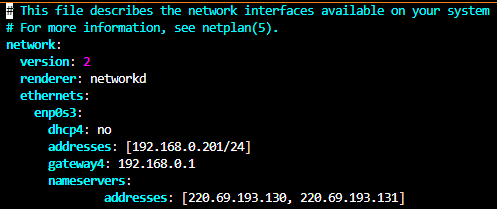 # This file describes the network interfaces available on your system
# For more information, see netplan(5).
network:
  version: 2
  renderer: networkd
  ethernets:
    enp0s3:
      dhcp4: no
      addresses: [192.168.0.201/24]
      gateway4: 192.168.0.1
      nameservers:
              addresses: [220.69.193.130, 220.69.193.131]